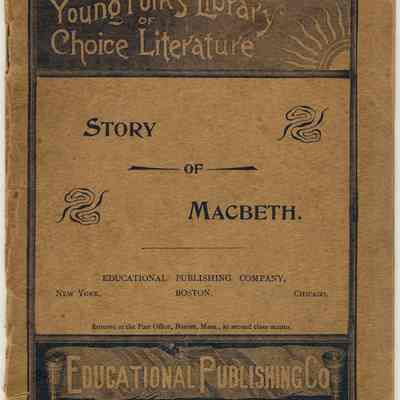 Young Folks Library
OF
Choice Literature
STORY
OF
MACBETH.
EDUCATIONAL PUBLISHING COMPANY,
NEW YORK. BOSTON. CHICAGO.
Entered at the Post Office, Boston, Mass., as second class matter.
EDUCATIONAL PUBLISHING CO